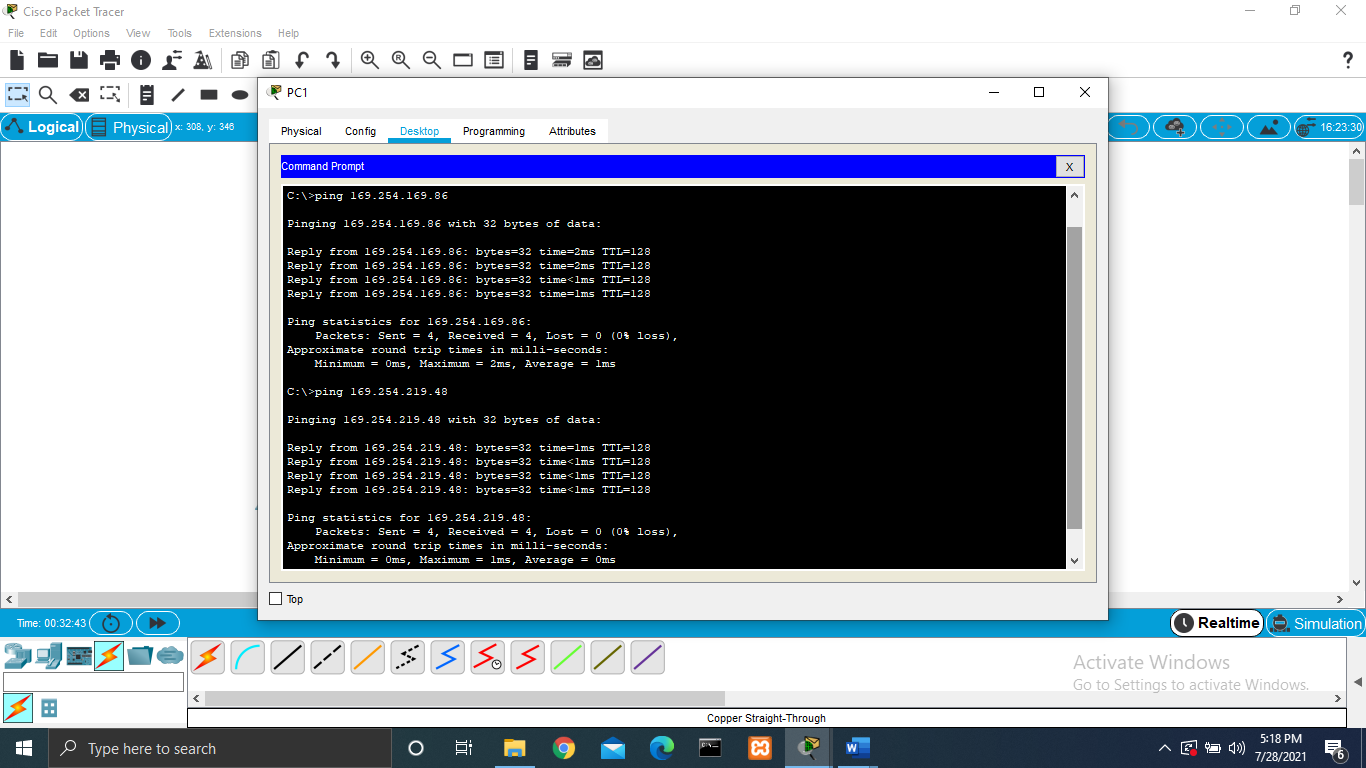 Cisco Packet Tracer
File Edit Options View Tools Extensions Help
?
PC1
Physical Config Desktop Programming Attributes
Logical Physical x: 308, y: 346 16:23:30
Command Prompt X
C:\>ping 169.254.169.86
Pinging 169.254.169.86 with 32 bytes of data:
Reply from 169.254.169.86: bytes=32 time=2ms TTL=128
Reply from 169.254.169.86: bytes=32 time=2ms TTL=128
Reply from 169.254.169.86: bytes=32 time<1ms TTL=128
Reply from 169.254.169.86: bytes=32 time=1ms TTL=128
Ping statistics for 169.254.169.86:
Packets: Sent = 4, Received = 4, Lost = 0 (0% loss),
Approximate round trip times in milli-seconds:
Minimum = 0ms, Maximum = 2ms, Average = 1ms
C:\>ping 169.254.219.48
Pinging 169.254.219.48 with 32 bytes of data:
Reply from 169.254.219.48: bytes=32 time=1ms TTL=128
Reply from 169.254.219.48: bytes=32 time<1ms TTL=128
Reply from 169.254.219.48: bytes=32 time<1ms TTL=128
Reply from 169.254.219.48: bytes=32 time<1ms TTL=128
Ping statistics for 169.254.219.48:
Packets: Sent = 4, Received = 4, Lost = 0 (0% loss),
Approximate round trip times in milli-seconds:
Minimum = 0ms, Maximum = 1ms, Average = 0ms
Top
Time: 00:32:43 Realtime Simulation
Activate Windows
Go to Settings to activate Windows.
Copper Straight-Through
Type here to search
5:18 PM
7/28/2021
6